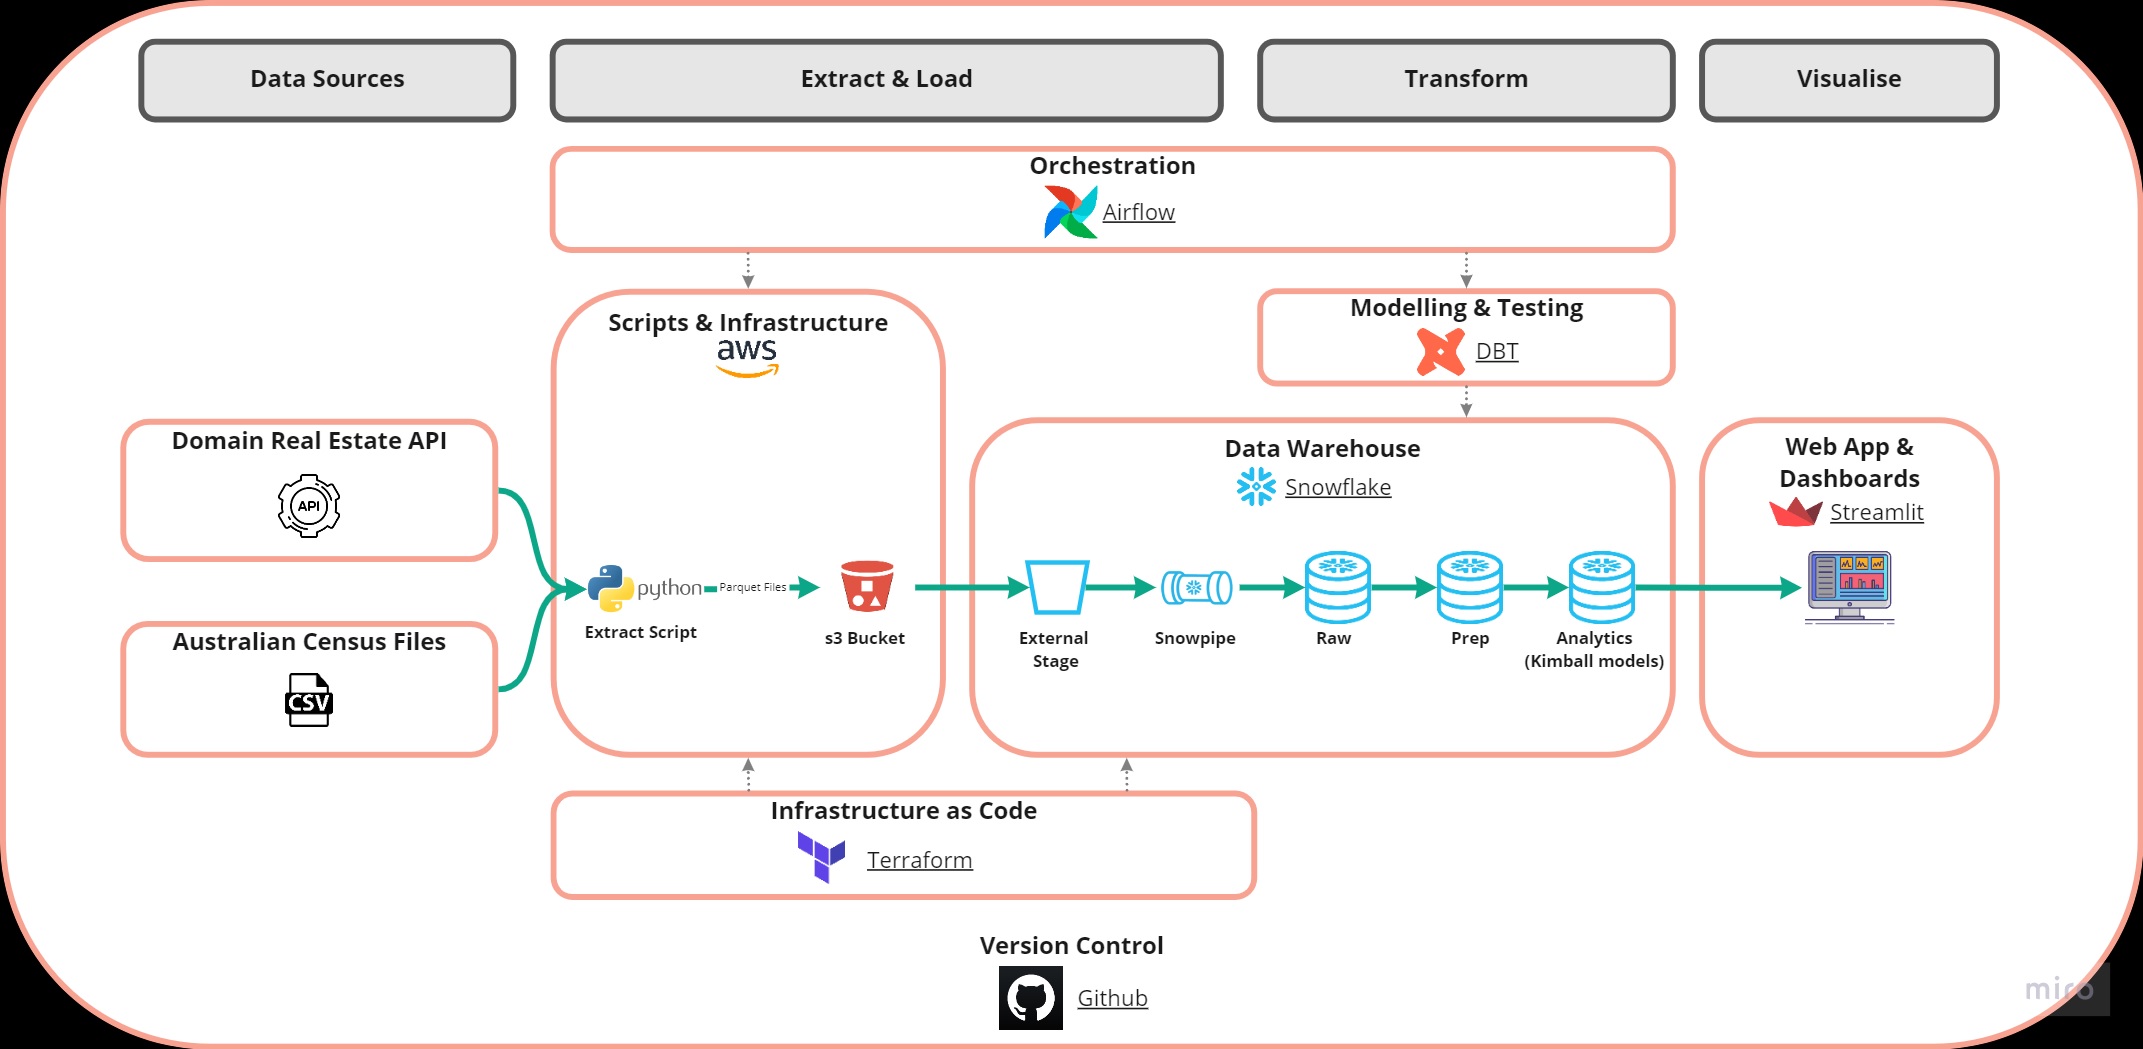 Data Sources
Extract & Load
Transform
Visualise
Orchestration
Airflow
Scripts & Infrastructure
aws
Modelling & Testing
DBT
Domain Real Estate API
API
Australian Census Files
CSV
python
Parquet Files
Extract Script
s3 Bucket
Data Warehouse
Snowflake
External
Stage
Snowpipe
Raw
Prep
Analytics
(Kimball models)
Web App &
Dashboards
Streamlit
Infrastructure as Code
Terraform
Version Control
Github
miro